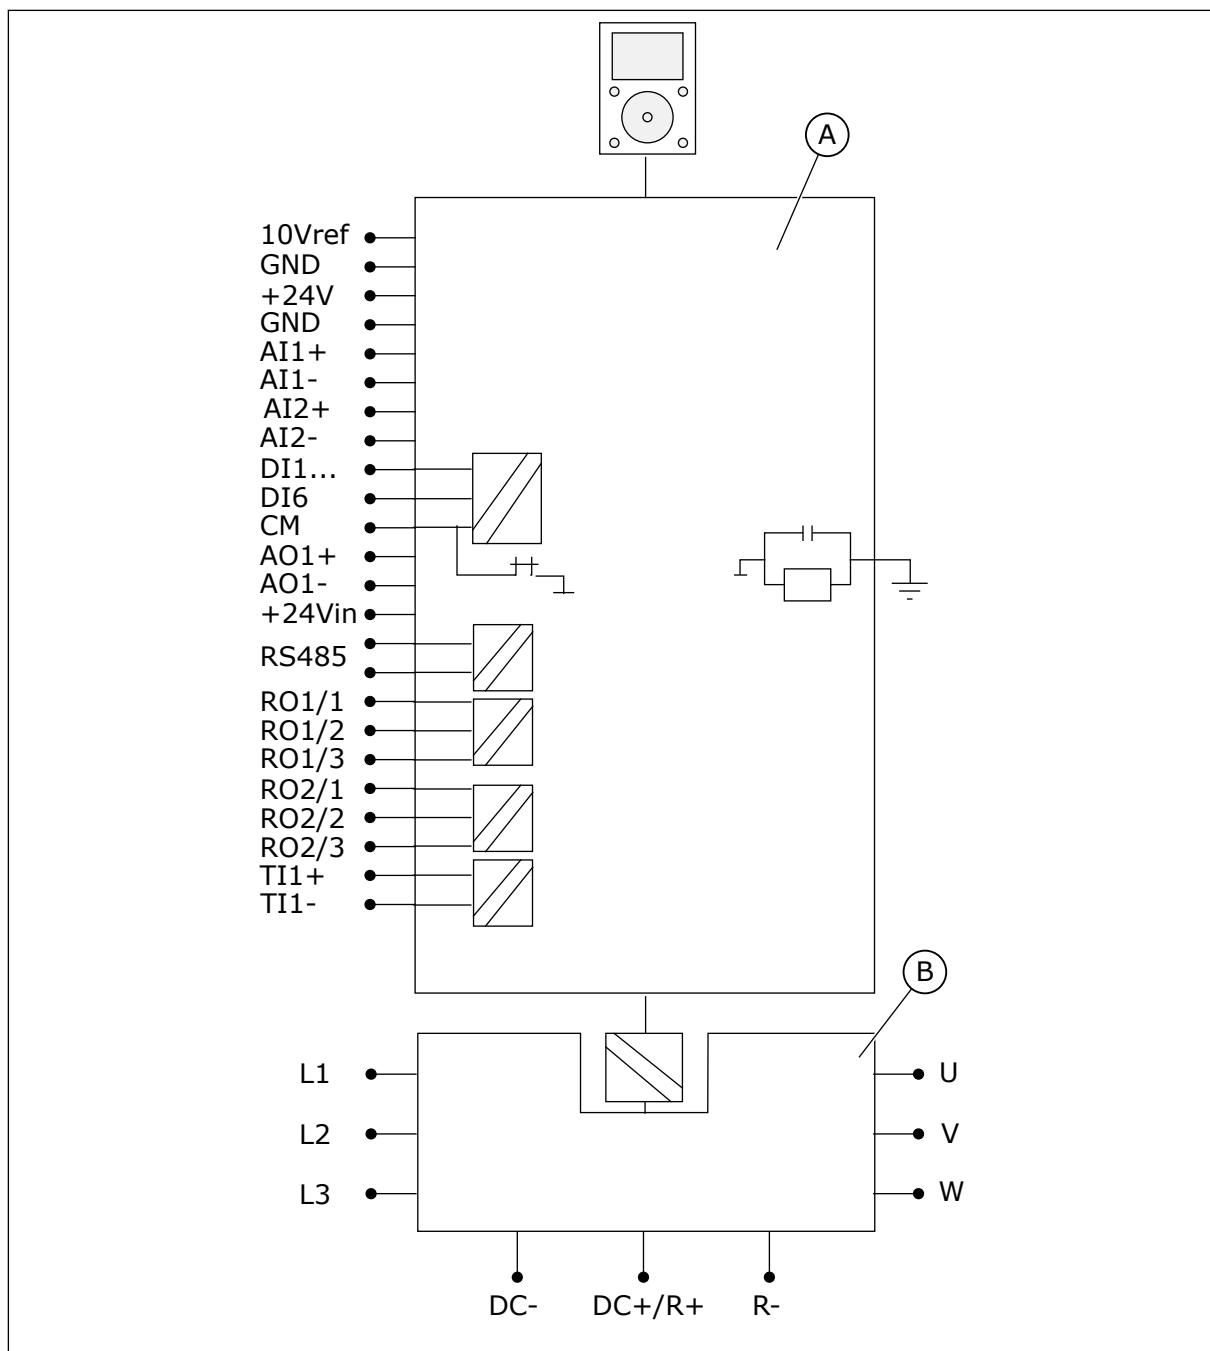 A
10Vref
GND
+24V
GND
AI1+
AI1-
AI2+
AI2-
DI1...
DI6
CM
AO1+
AO1-
+24Vin
RS485
RO1/1
RO1/2
RO1/3
RO2/1
RO2/2
RO2/3
TI1+
TI1-
B
L1
U
L2
V
L3
W
DC-
DC+/R+
R-